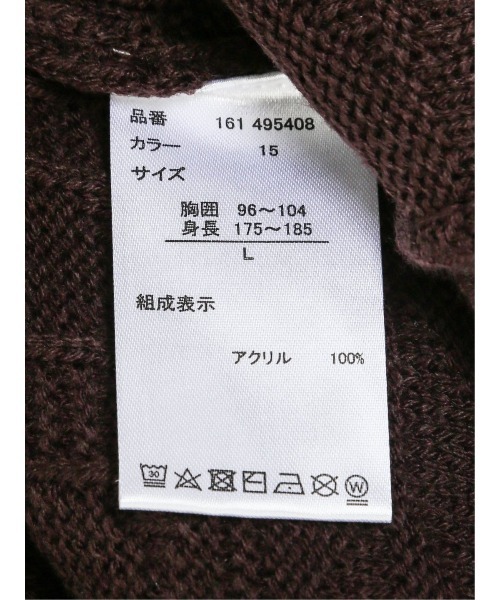 品番 161 495408
カラー 15
サイズ
胸囲 96～104
身長 175～185
L
組成表示
アクリル 100%
30 W